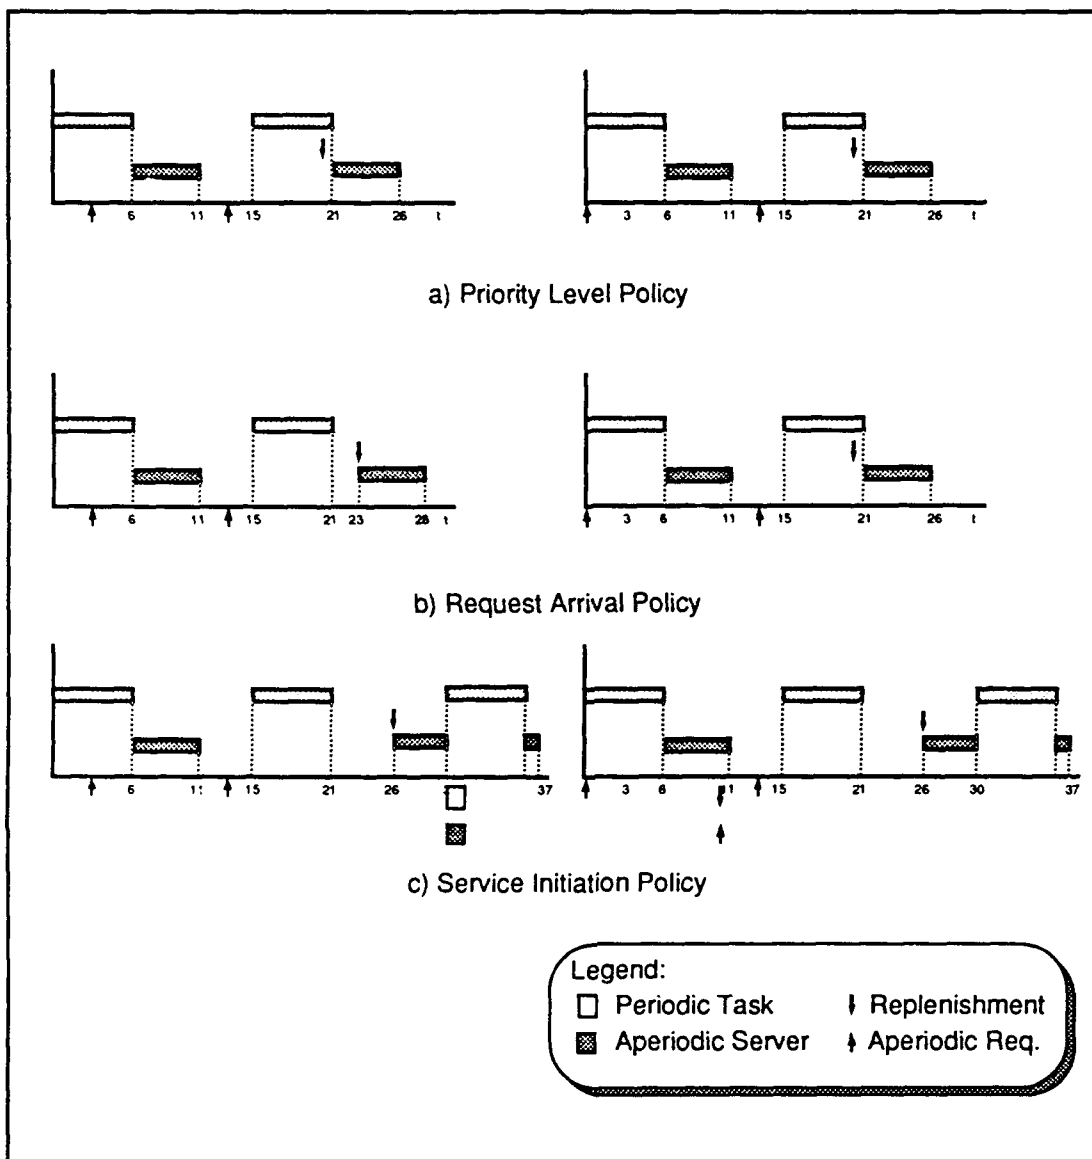 6 11 15 21 26 t
3 6 11 15 21 26 t
a) Priority Level Policy
6 11 15 21 23 28 t
3 6 11 15 21 26 t
b) Request Arrival Policy
6 11 15 21 26 37
3 6 11 15 21 26 30 37
c) Service Initiation Policy
Legend:
Periodic Task
Replenishment
Aperiodic Server
Aperiodic Req.